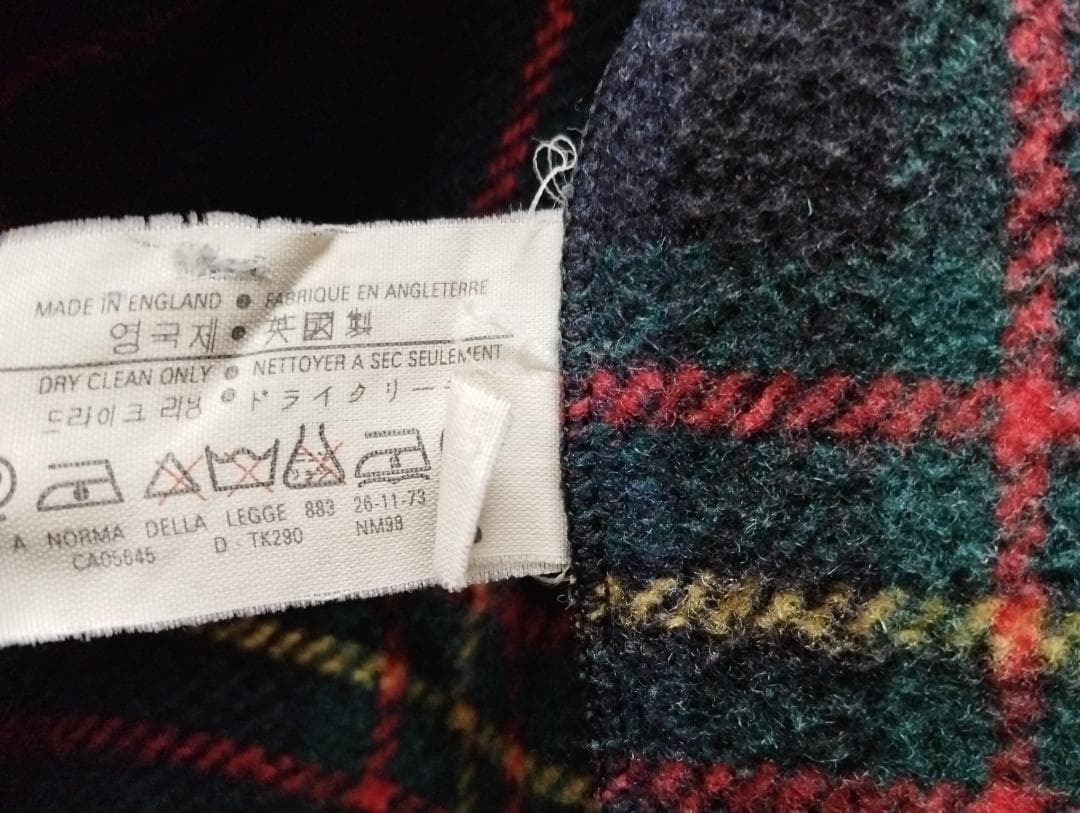 MADE IN ENGLAND ● FABRIQUE EN ANGLETERRE
영국제 ● 英國製
DRY CLEAN ONLY ● NETTOYER A SEC SEULEMENT
드라이크리닝 ● ドライクリー
A NORMA DELLA LEGGE 883 26-11-73
CA05645 D - TK290 NM98